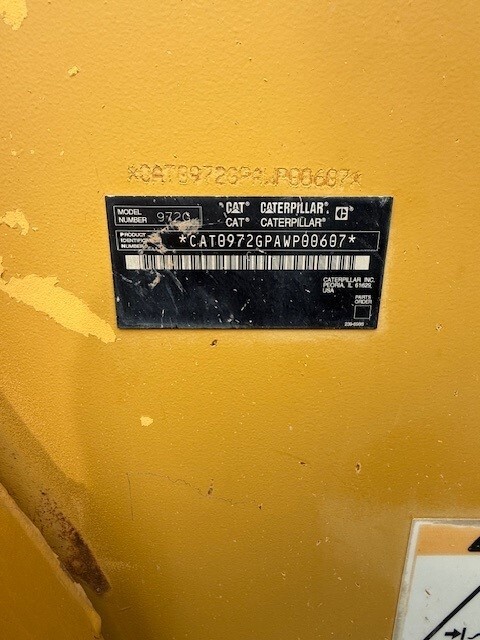 *CAT0972GPAWP00607*
MODEL NUMBER 972G
"CAT" CATERPILLAR C
CAT® CATERPILLAR®
PRODUCT IDENTIFICATION NUMBER *CAT0972GPAWP00607*
CATERPILLAR INC.
PEORIA, IL 61629,
USA
PARTS
ORDER